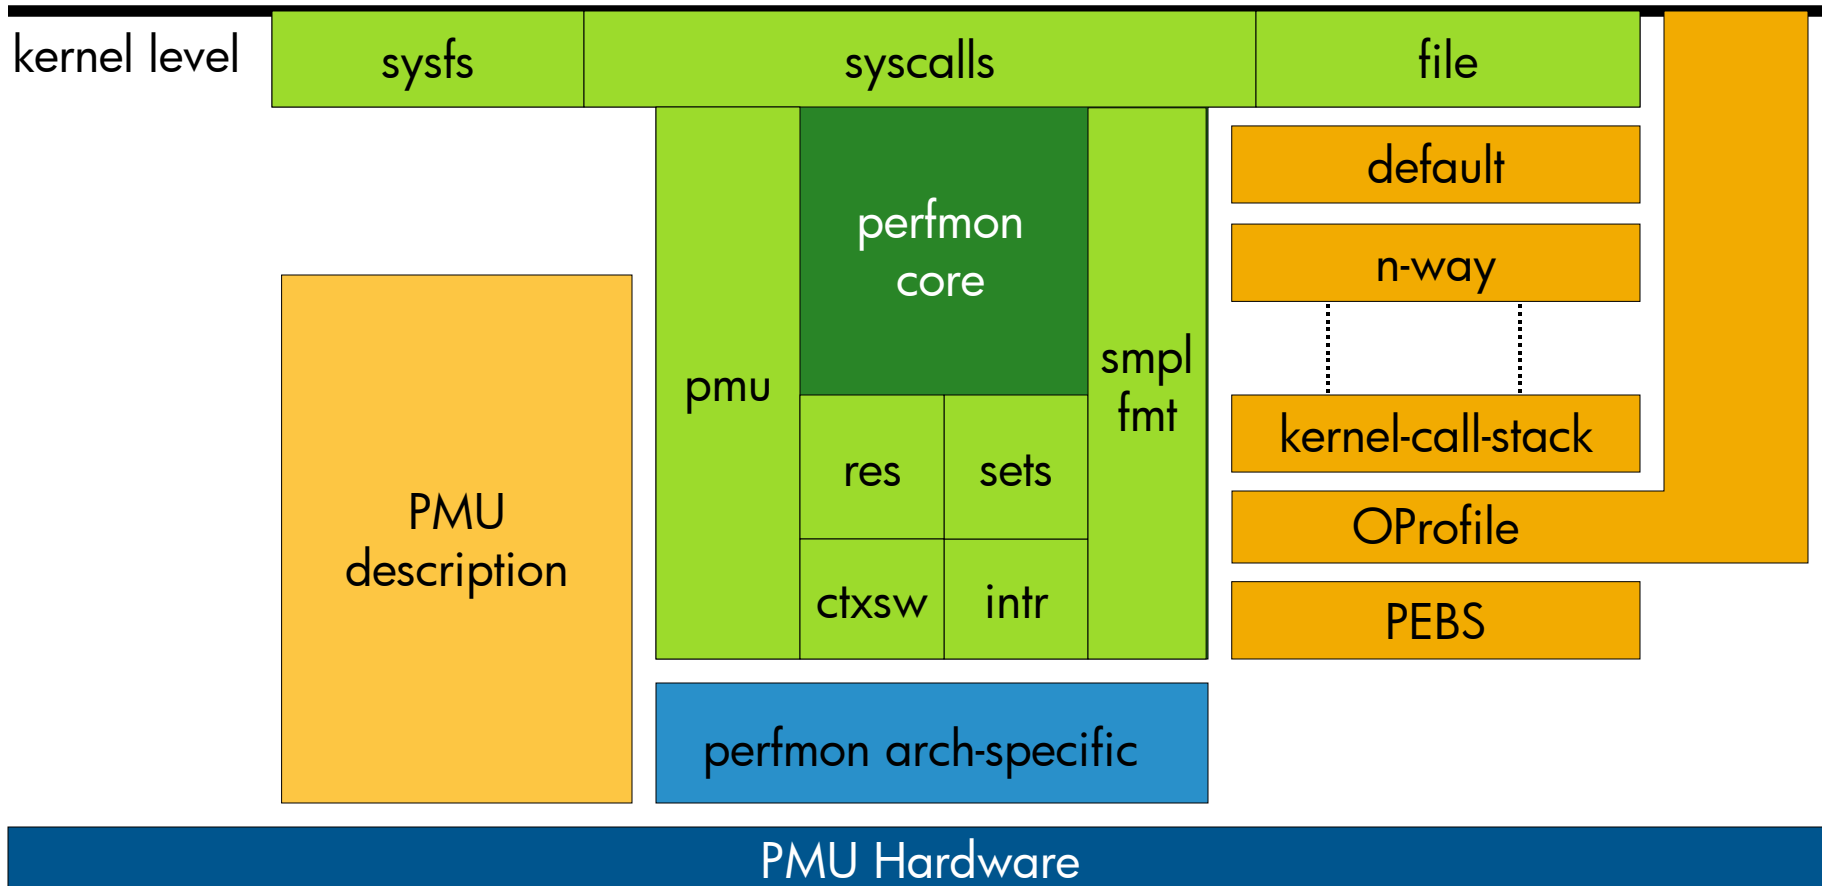 kernel level
sysfs
syscalls
file
default
perfmon
core
n-way
smpl
fmt
pmu
kernel-call-stack
res
sets
PMU
description
OProfile
ctxsw
intr
PEBS
perfmon arch-specific
PMU Hardware